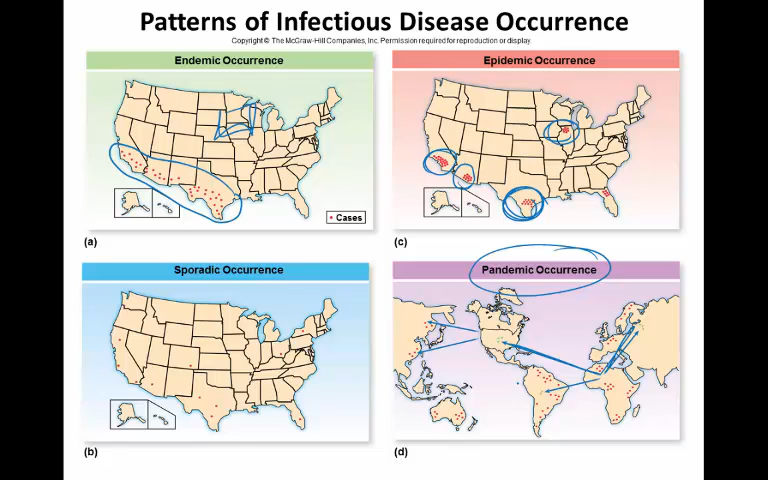 Patterns of Infectious Disease Occurrence
Copyright © The McGraw-Hill Companies, Inc. Permission required for reproduction or display.
Endemic Occurrence
Cases
(a)
Epidemic Occurrence
(c)
Sporadic Occurrence
(b)
Pandemic Occurrence
(d)